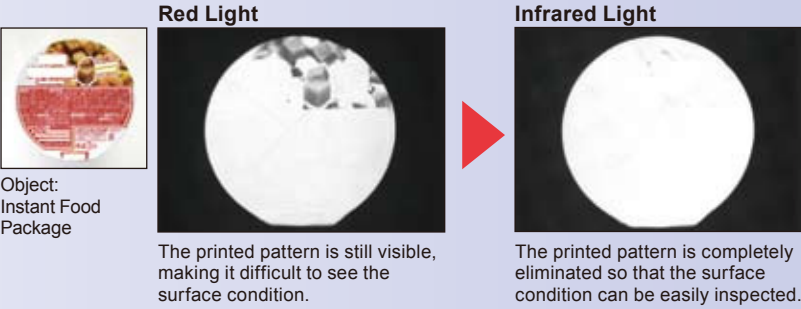 Red Light
Infrared Light
Object:
Instant Food
Package
The printed pattern is still visible,
making it difficult to see the
surface condition.
The printed pattern is completely
eliminated so that the surface
condition can be easily inspected.